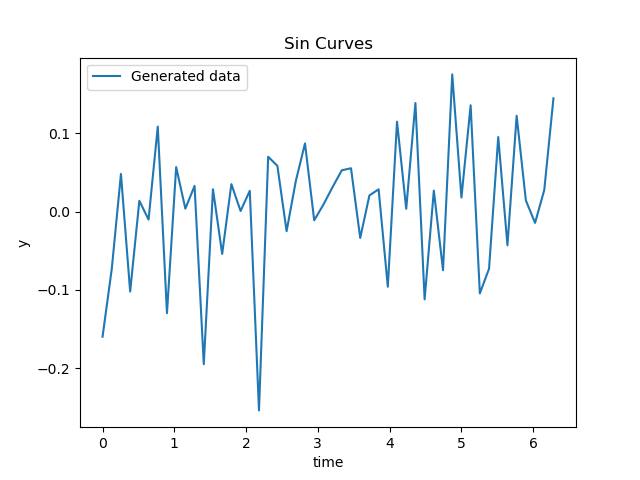 Sin Curves
Generated data
0.1
0.0
−0.1
−0.2
y
0 1 2 3 4 5 6
time